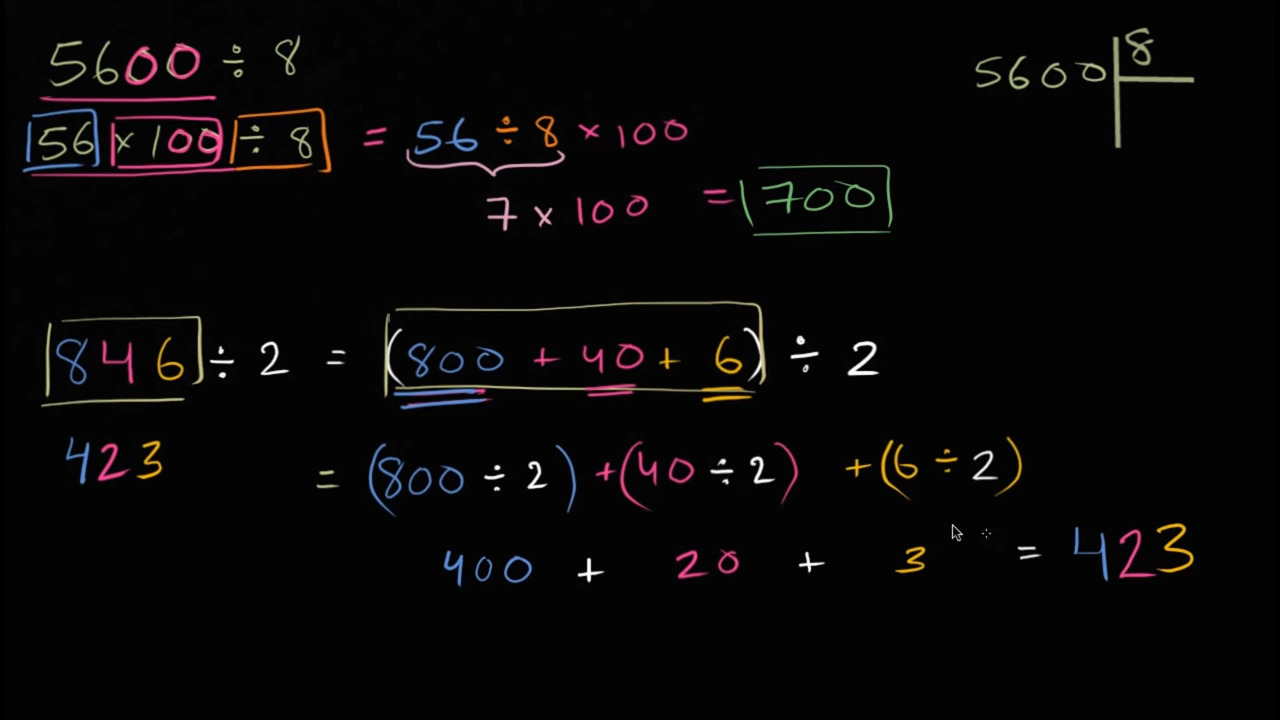 5600 ÷ 8
5600 8
56 × 100 ÷ 8 = 56 ÷ 8 × 100
7 × 100 = 700
846 ÷ 2 = (800 + 40 + 6) ÷ 2
423 = (800 ÷ 2) + (40 ÷ 2) + (6 ÷ 2)
400 + 20 + 3 = 423